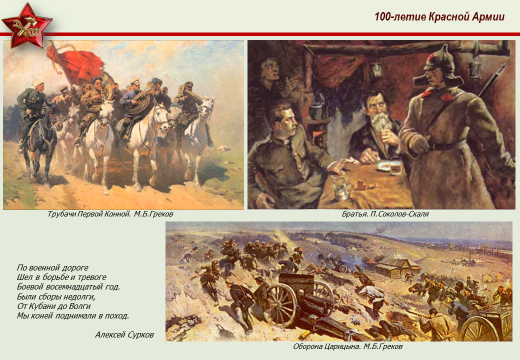 100-летие Красной Армии
Трубачи Первой Конной. М.Б.Греков
Братья. П.Соколов-Скаля
По военной дороге
Шел в борьбе и тревоге
Боевой восемнадцатый год.
Были сборы недолги,
От Кубани до Волги
Мы коней поднимали в поход.
Алексей Сурков
Оборона Царицына. М.Б.Греков